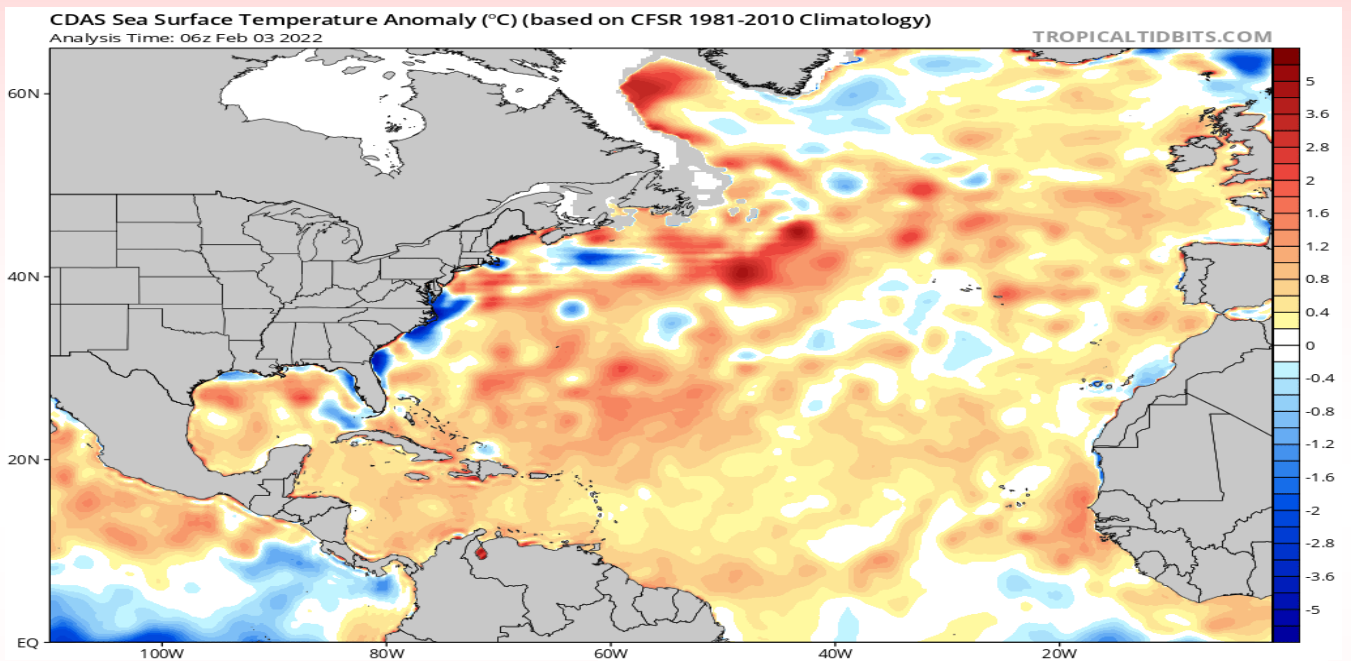 CDAS Sea Surface Temperature Anomaly (°C) (based on CFSR 1981-2010 Climatology)
Analysis Time: 06z Feb 03 2022
TROPICALTIDBITS.COM
60N
40N
20N
EQ
100W
80W
60W
40W
20W
5
3.6
2.8
2
1.6
1.2
0.8
0.4
0
-0.4
-0.8
-1.2
-1.6
-2
-2.8
-3.6
-5